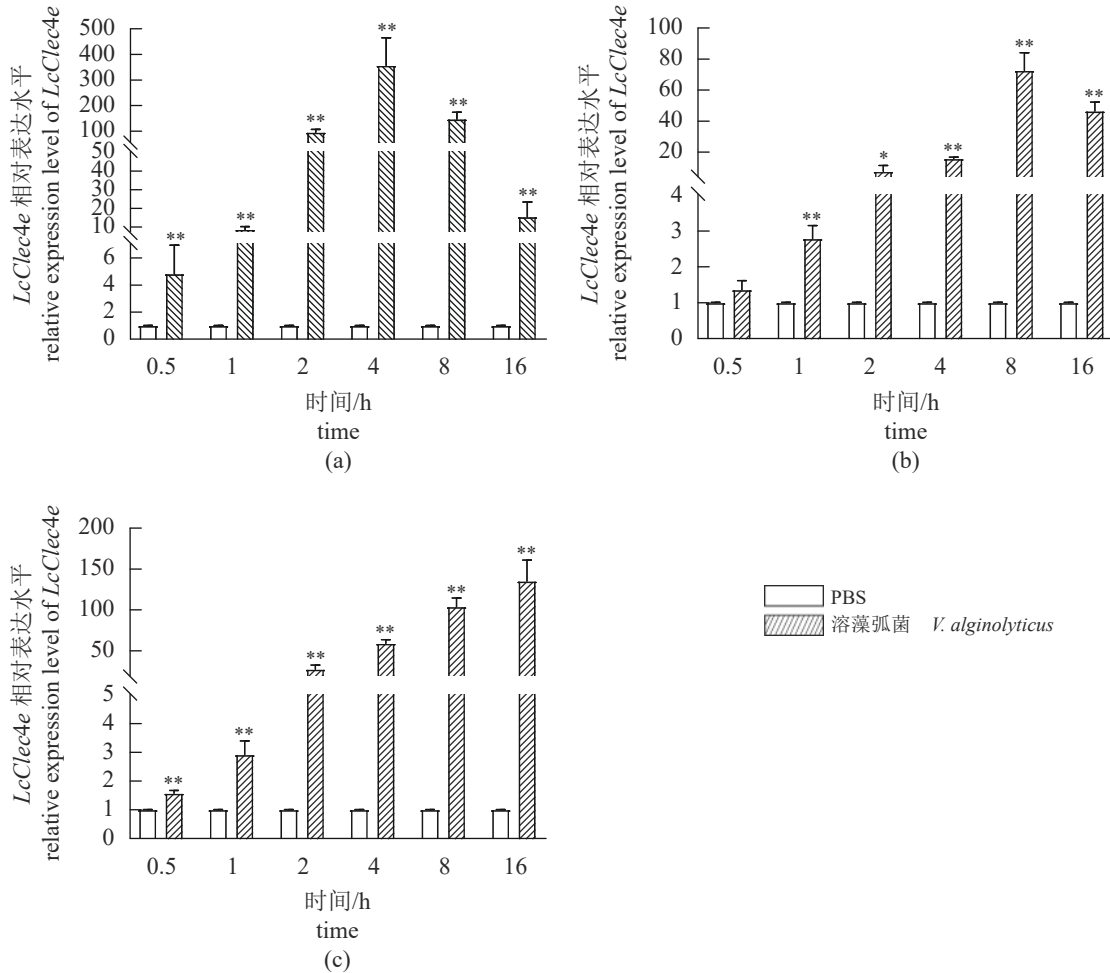 LcClec4e 相对表达水平
relative expression level of LcClec4e
500
400
300
200
100
50
40
30
20
10
6
4
2
0
**
**
**
**
**
**
0.5 1 2 4 8 16
时间/h
time
(a)
LcClec4e 相对表达水平
relative expression level of LcClec4e
100
80
60
40
20
4
3
2
1
0
**
*
**
**
**
0.5 1 2 4 8 16
时间/h
time
(b)
LcClec4e 相对表达水平
relative expression level of LcClec4e
200
150
100
50
5
4
3
2
1
0
**
**
**
**
**
**
0.5 1 2 4 8 16
时间/h
time
(c)
PBS
溶藻弧菌 V. alginolyticus